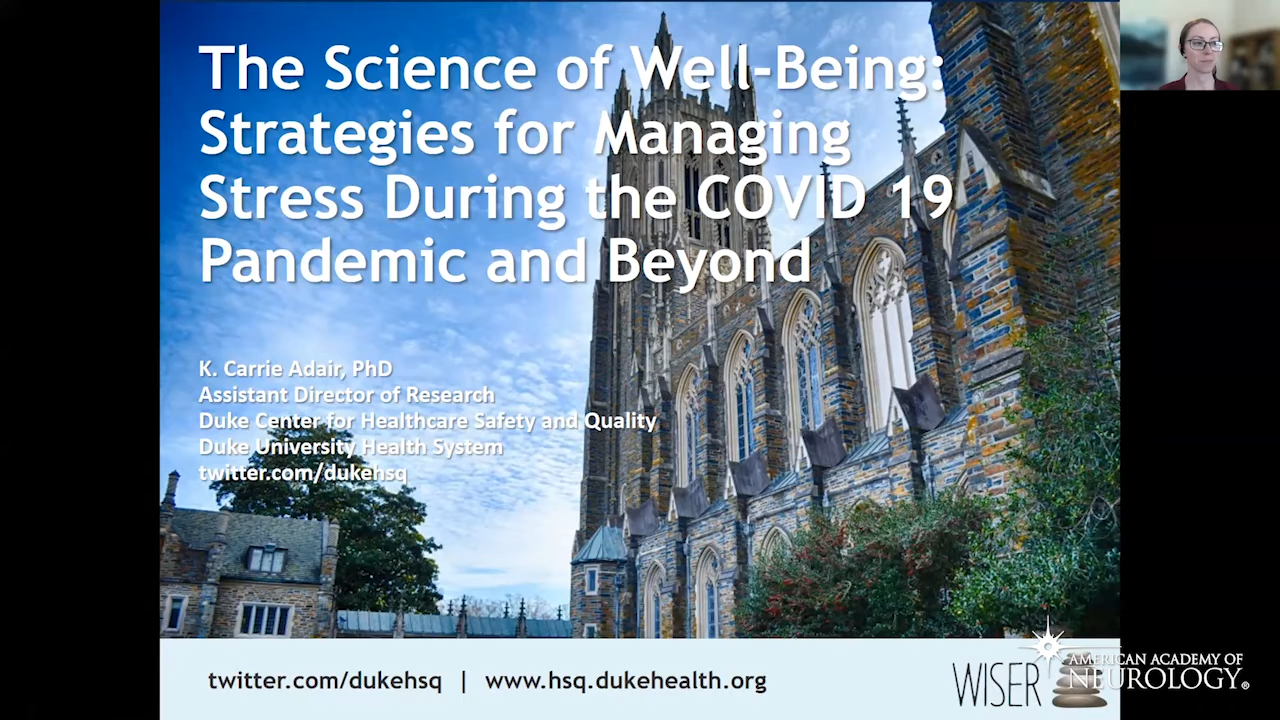 The Science of Well-Being:
Strategies for Managing
Stress During the COVID 19
Pandemic and Beyond
K. Carrie Adair, PhD
Assistant Director of Research
Duke Center for Healthcare Safety and Quality
Duke University Health System
twitter.com/dukehsq
twitter.com/dukehsq | www.hsq.dukehealth.org
WISER
AMERICAN ACADEMY OF
NEUROLOGY®